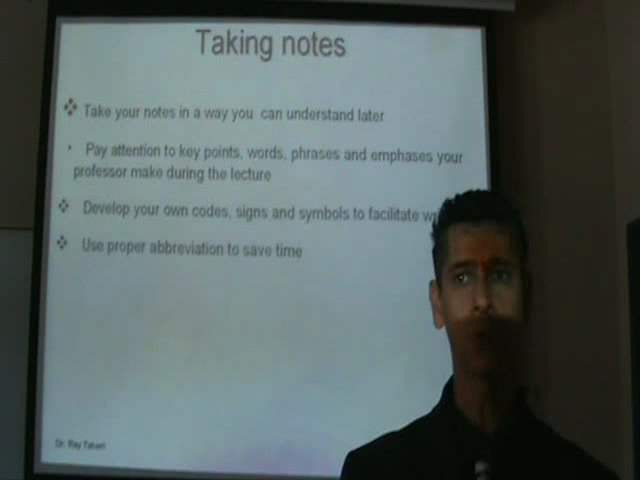 Taking notes
Take your notes in a way you can understand later
Pay attention to key points, words, phrases and emphases your
professor make during the lecture
Develop your own codes, signs and symbols to facilitate
Use proper abbreviation to save time
Dr. Ray